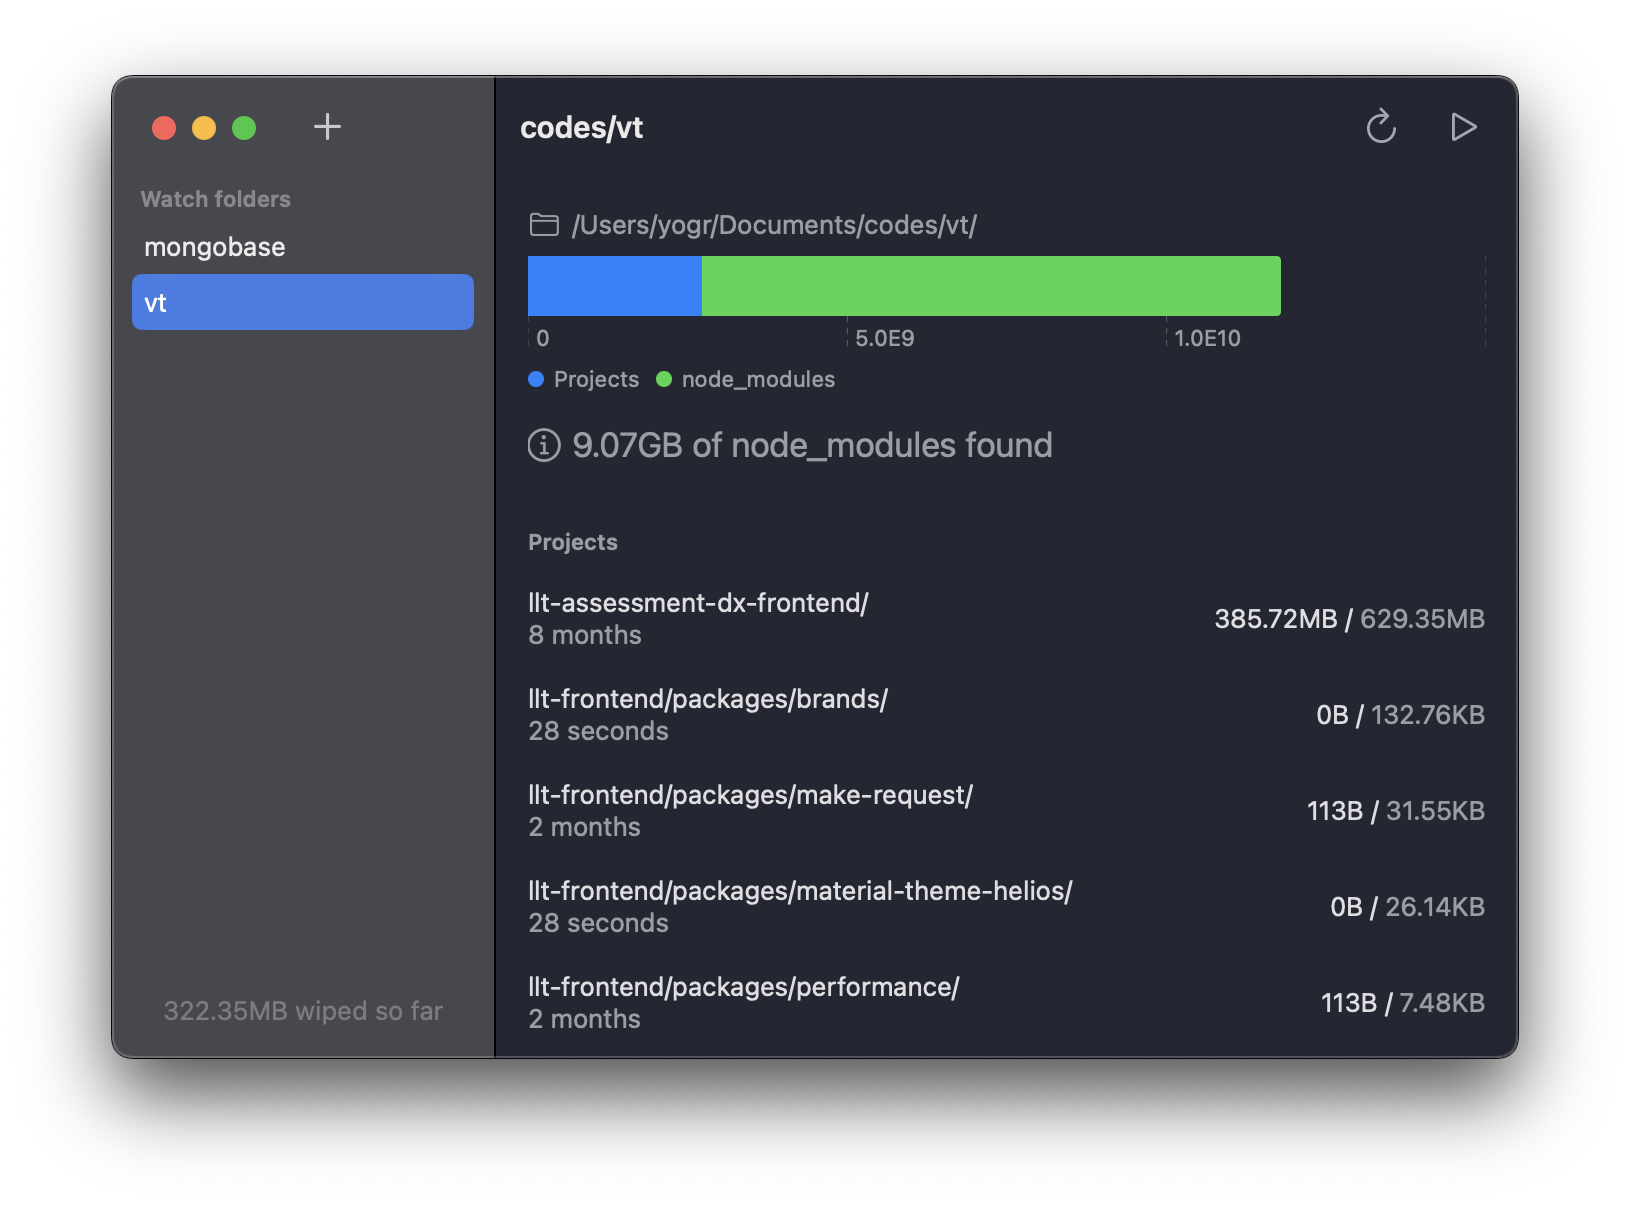 codes/vt
Watch folders
mongobase
vt
322.35MB wiped so far
/Users/yogr/Documents/codes/vt/
0 5.0E9 1.0E10
Projects node_modules
9.07GB of node_modules found
Projects
llt-assessment-dx-frontend/
8 months
385.72MB / 629.35MB
llt-frontend/packages/brands/
28 seconds
0B / 132.76KB
llt-frontend/packages/make-request/
2 months
113B / 31.55KB
llt-frontend/packages/material-theme-helios/
28 seconds
0B / 26.14KB
llt-frontend/packages/performance/
2 months
113B / 7.48KB